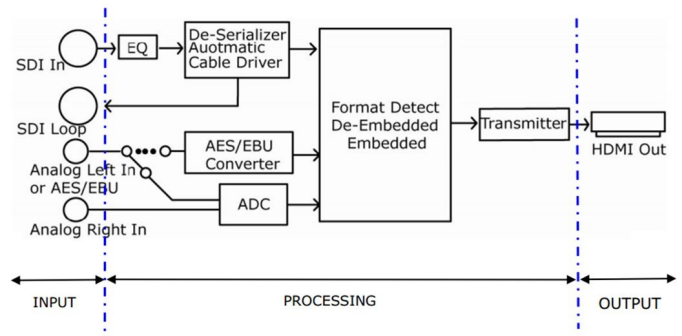 SDI In
EQ
De-Serializer
Auotmatic
Cable Driver
SDI Loop
Analog Left In
or AES/EBU
AES/EBU
Converter
Analog Right In
ADC
Format Detect
De-Embedded
Embedded
Transmitter
HDMI Out
INPUT
PROCESSING
OUTPUT